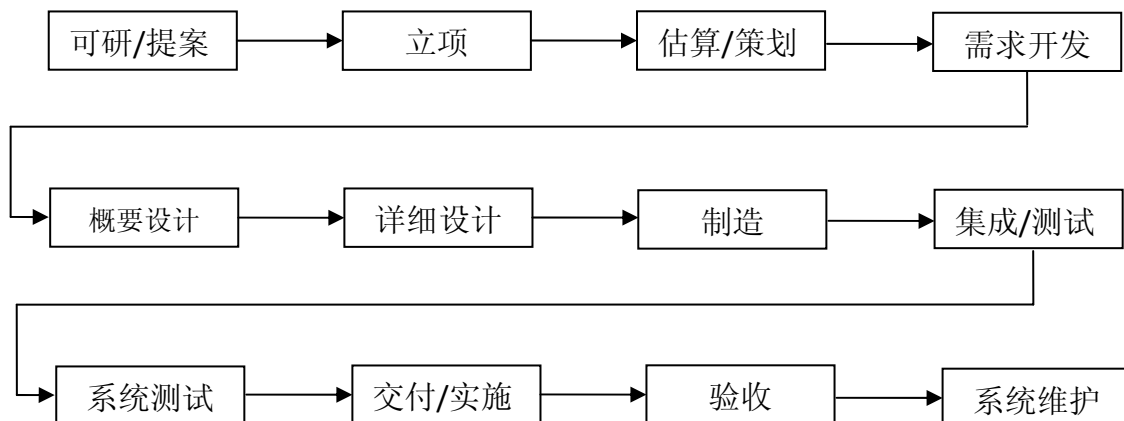 可研/提案 立项 估算/策划 需求开发
概要设计 详细设计 制造 集成/测试
系统测试 交付/实施 验收 系统维护